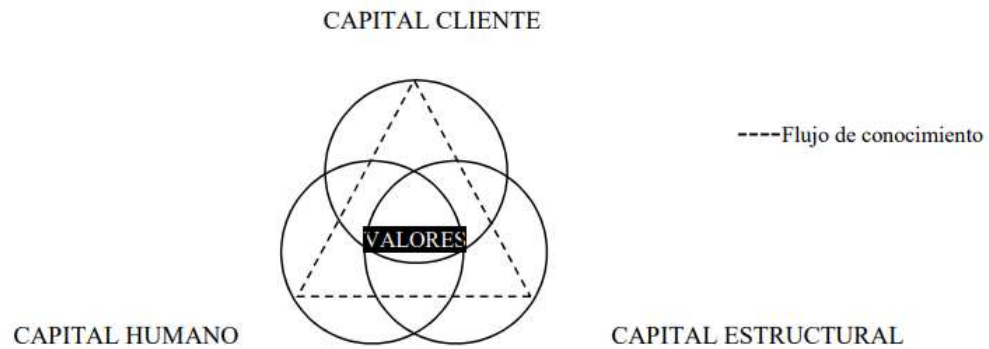 CAPITAL CLIENTE
----Flujo de conocimiento
VALORES
CAPITAL HUMANO
CAPITAL ESTRUCTURAL